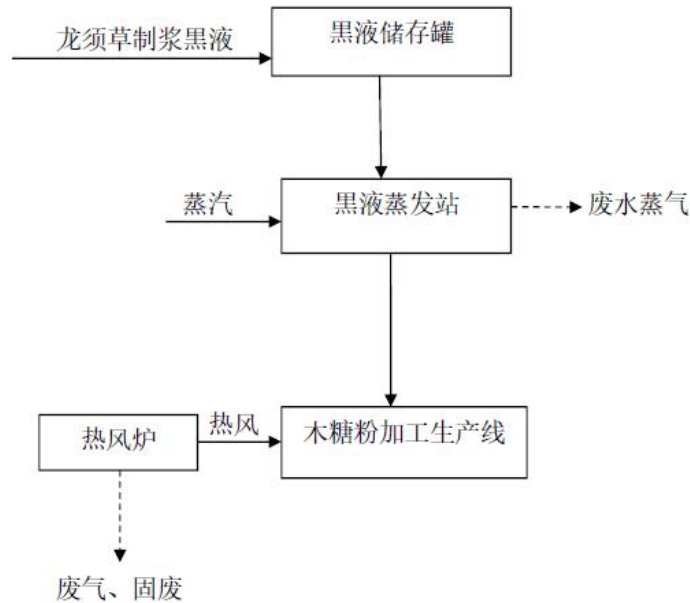 龙须草制浆黑液
黑液储存罐
蒸汽
黑液蒸发站
废水蒸气
热风炉
热风
木糖粉加工生产线
废气、固废